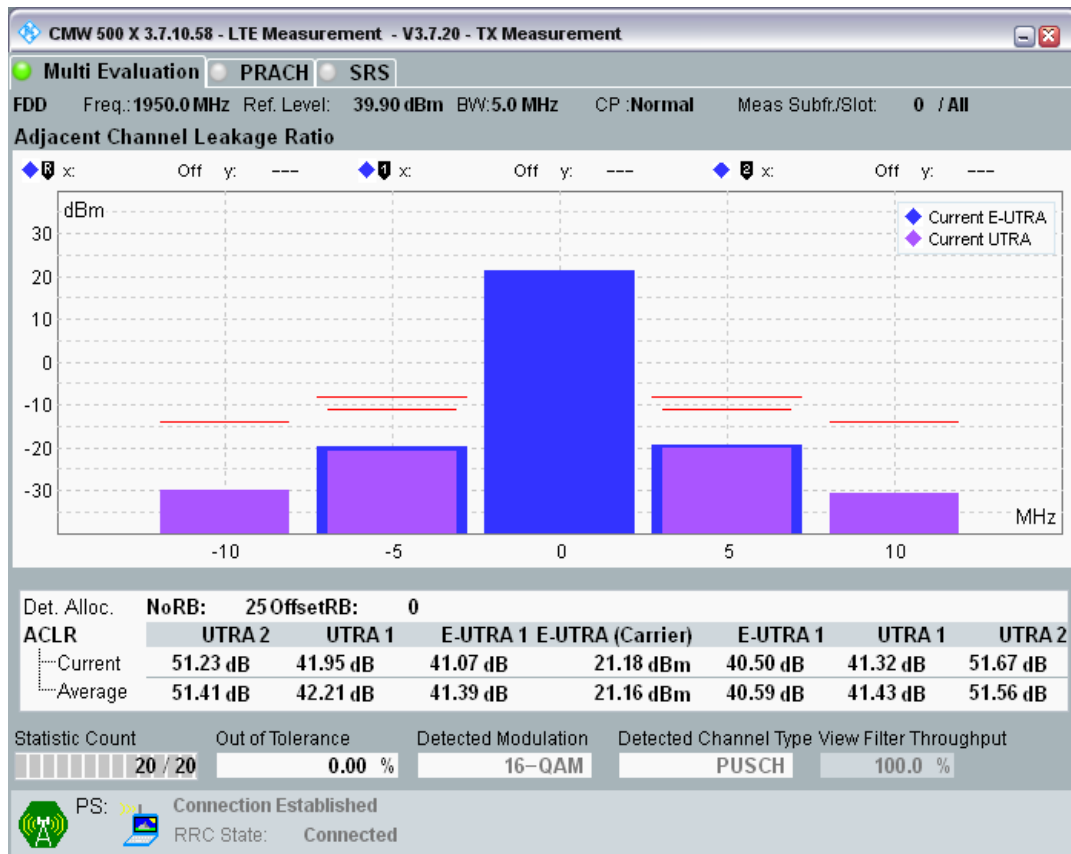 CMW 500 X 3.7.10.58 - LTE Measurement - V3.7.20 - TX Measurement
Multi Evaluation PRACH SRS
FDD Freq.:1950.0 MHz Ref. Level: 39.90 dBm BW:5.0 MHz CP :Normal Meas Subfr./Slot: 0 / All
Adjacent Channel Leakage Ratio
R x: Off y: --- 1 x: Off y: --- 2 x: Off y: ---
dBm
Current E-UTRA
Current UTRA
30
20
10
0
-10
-20
-30
MHz
-10 -5 0 5 10
Det. Alloc. NoRB: 25 OffsetRB: 0
ACLR UTRA 2 UTRA 1 E-UTRA 1 E-UTRA (Carrier) E-UTRA 1 UTRA 1 UTRA 2
Current 51.23 dB 41.95 dB 41.07 dB 21.18 dBm 40.50 dB 41.32 dB 51.67 dB
Average 51.41 dB 42.21 dB 41.39 dB 21.16 dBm 40.59 dB 41.43 dB 51.56 dB
Statistic Count Out of Tolerance Detected Modulation Detected Channel Type View Filter Throughput
20 / 20 0.00 % 16-QAM PUSCH 100.0 %
PS: Connection Established
RRC State: Connected